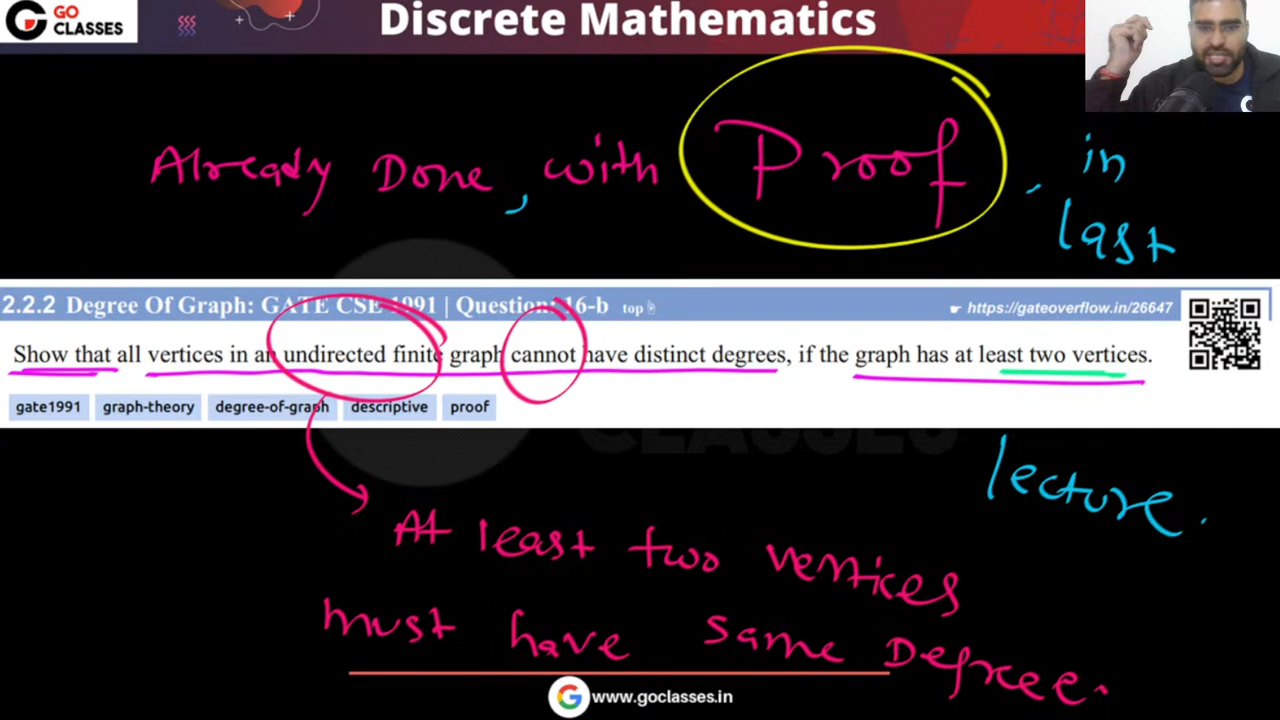 GO CLASSES
Discrete Mathematics
Already Done, with Proof, in last
2.2.2 Degree Of Graph: GATE CSE 1991 | Question: 16-b top
https://gateoverflow.in/26647
Show that all vertices in an undirected finite graph cannot have distinct degrees, if the graph has at least two vertices.
gate1991 graph-theory degree-of-graph descriptive proof
CLASSES
lecture.
At least two vertices
must have same Degree.
www.goclasses.in